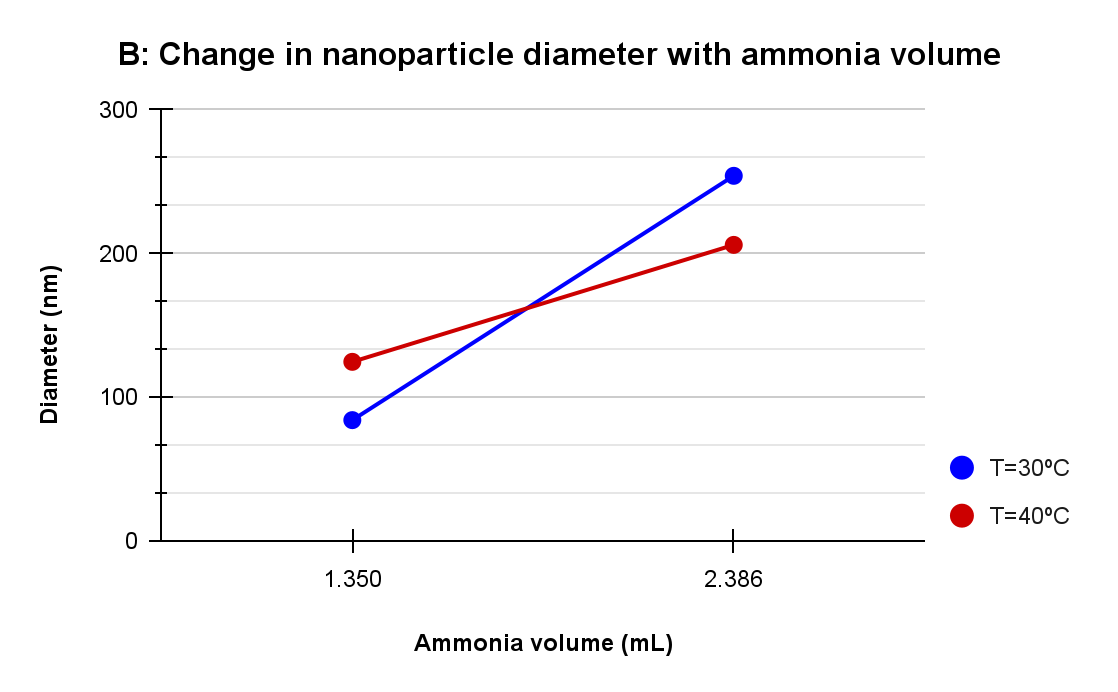 B: Change in nanoparticle diameter with ammonia volume
300
200
100
0
Diameter (nm)
1.350
2.386
Ammonia volume (mL)
T=30ºC
T=40ºC